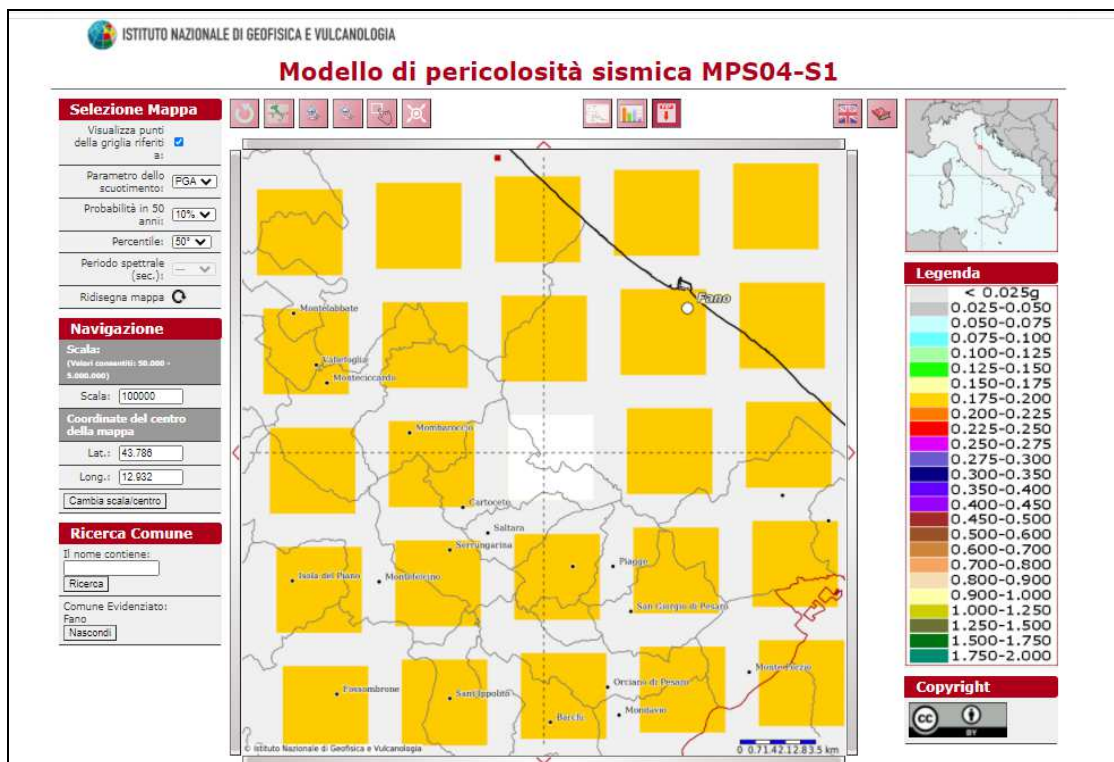 ISTITUTO NAZIONALE DI GEOFISICA E VULCANOLOGIA
Modello di pericolosità sismica MPS04-S1
Selezione Mappa
Visualizza punti
della griglia riferiti
a:
Parametro dello
scuotimento: PGA
Probabilità in 50
anni: 10%
Percentile: 50°
Periodo spettrale
(sec.): ---
Ridisegna mappa
Navigazione
Scala:
(Valori consentiti: 50.000 -
5.000.000)
Scala: 100000
Coordinate del centro
della mappa
Lat.: 43.786
Long.: 12.932
Cambia scala/centro
Ricerca Comune
Il nome contiene:
Ricerca
Comune Evidenziato:
Fano
Nascondi
Fano
Montelabbate
Vallefoglia
Monteciccardo
Mombaroccio
Cartoceto
Saltara
Serrungarina
Isola del Piano
Montefelcino
Piagge
San Giorgio di Pesaro
Fossombrone
Sant'Ippolito
Barchi
Orciano di Pesaro
Mondavio
Monte Porzio
© Istituto Nazionale di Geofisica e Vulcanologia
0 0.71.42.12.83.5 km
Legenda
< 0.025g
0.025-0.050
0.050-0.075
0.075-0.100
0.100-0.125
0.125-0.150
0.150-0.175
0.175-0.200
0.200-0.225
0.225-0.250
0.250-0.275
0.275-0.300
0.300-0.350
0.350-0.400
0.400-0.450
0.450-0.500
0.500-0.600
0.600-0.700
0.700-0.800
0.800-0.900
0.900-1.000
1.000-1.250
1.250-1.500
1.500-1.750
1.750-2.000
Copyright
cc
BY